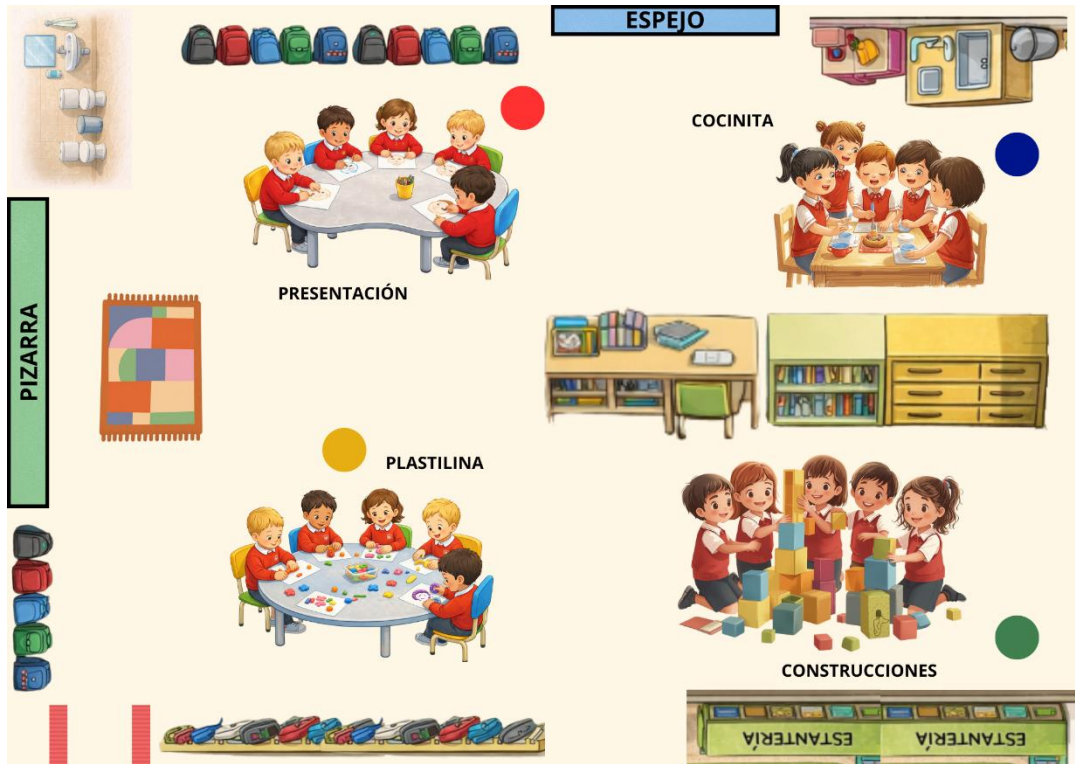 ESPEJO
COCINITA
PRESENTACIÓN
PIZARRA
PLASTILINA
CONSTRUCCIONES
ESTANTERÍA
ESTANTERÍA